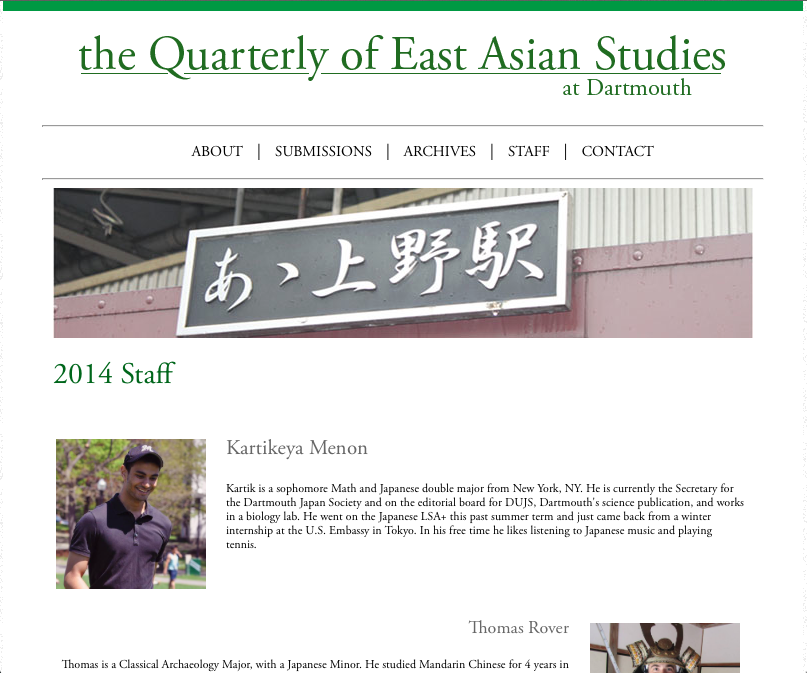 the Quarterly of East Asian Studies
at Dartmouth
ABOUT | SUBMISSIONS | ARCHIVES | STAFF | CONTACT
あゝ上野駅
2014 Staff
Kartikeya Menon
Kartik is a sophomore Math and Japanese double major from New York, NY. He is currently the Secretary for
the Dartmouth Japan Society and on the editorial board for DUJS, Dartmouth's science publication, and works
in a biology lab. He went on the Japanese LSA+ this past summer term and just came back from a winter
internship at the U.S. Embassy in Tokyo. In his free time he likes listening to Japanese music and playing
tennis.
Thomas Rover
Thomas is a Classical Archaeology Major, with a Japanese Minor. He studied Mandarin Chinese for 4 years in